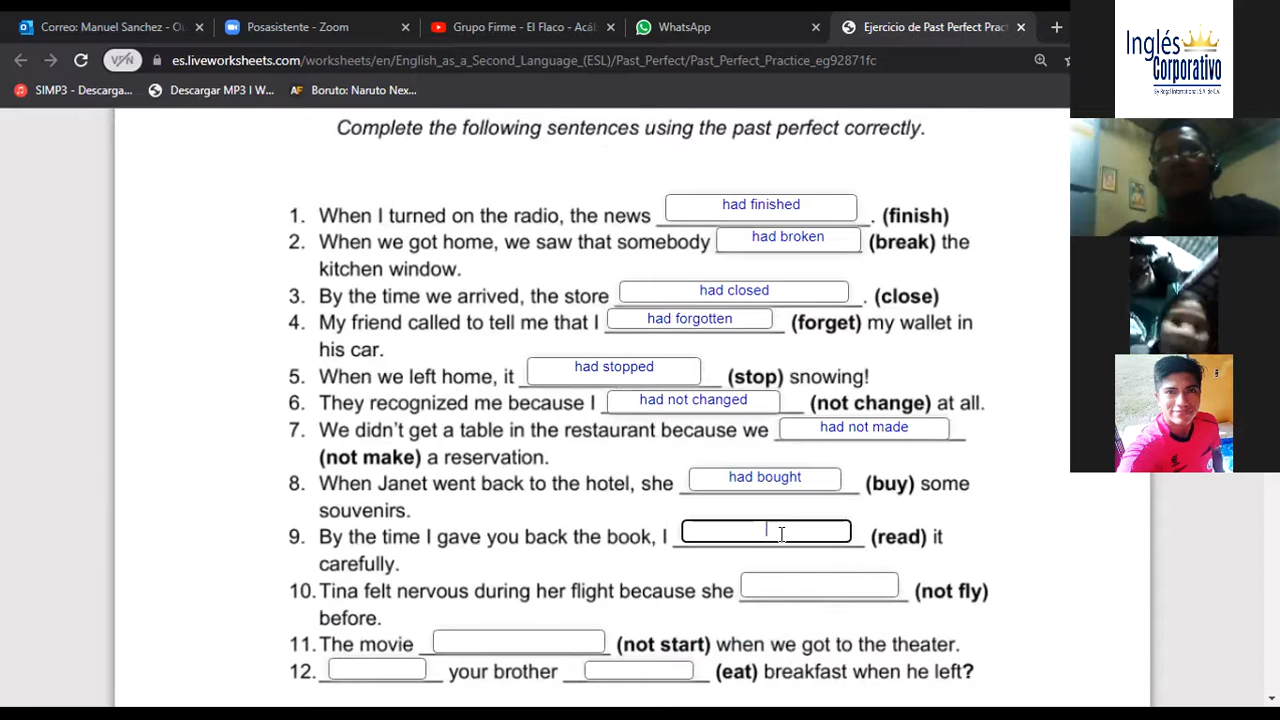 Correo: Manuel Sanchez - Ou
Posasistente - Zoom
Grupo Firme - El Flaco - Acál
WhatsApp
Ejercicio de Past Perfect Pract
VPN
es.liveworksheets.com/worksheets/en/English_as_a_Second_Language_(ESL)/Past_Perfect/Past_Perfect_Practice_eg92871fc
SIMP3 - Descarga...
Descargar MP3 I W...
AF Boruto: Naruto Nex...
Inglés
Corporativo
Complete the following sentences using the past perfect correctly.
1. When I turned on the radio, the news had finished. (finish)
2. When we got home, we saw that somebody had broken (break) the
kitchen window.
3. By the time we arrived, the store had closed. (close)
4. My friend called to tell me that I had forgotten (forget) my wallet in
his car.
5. When we left home, it had stopped (stop) snowing!
6. They recognized me because I had not changed (not change) at all.
7. We didn't get a table in the restaurant because we had not made
(not make) a reservation.
8. When Janet went back to the hotel, she had bought (buy) some
souvenirs.
9. By the time I gave you back the book, I (read) it
carefully.
10. Tina felt nervous during her flight because she (not fly)
before.
11. The movie (not start) when we got to the theater.
12. your brother (eat) breakfast when he left?